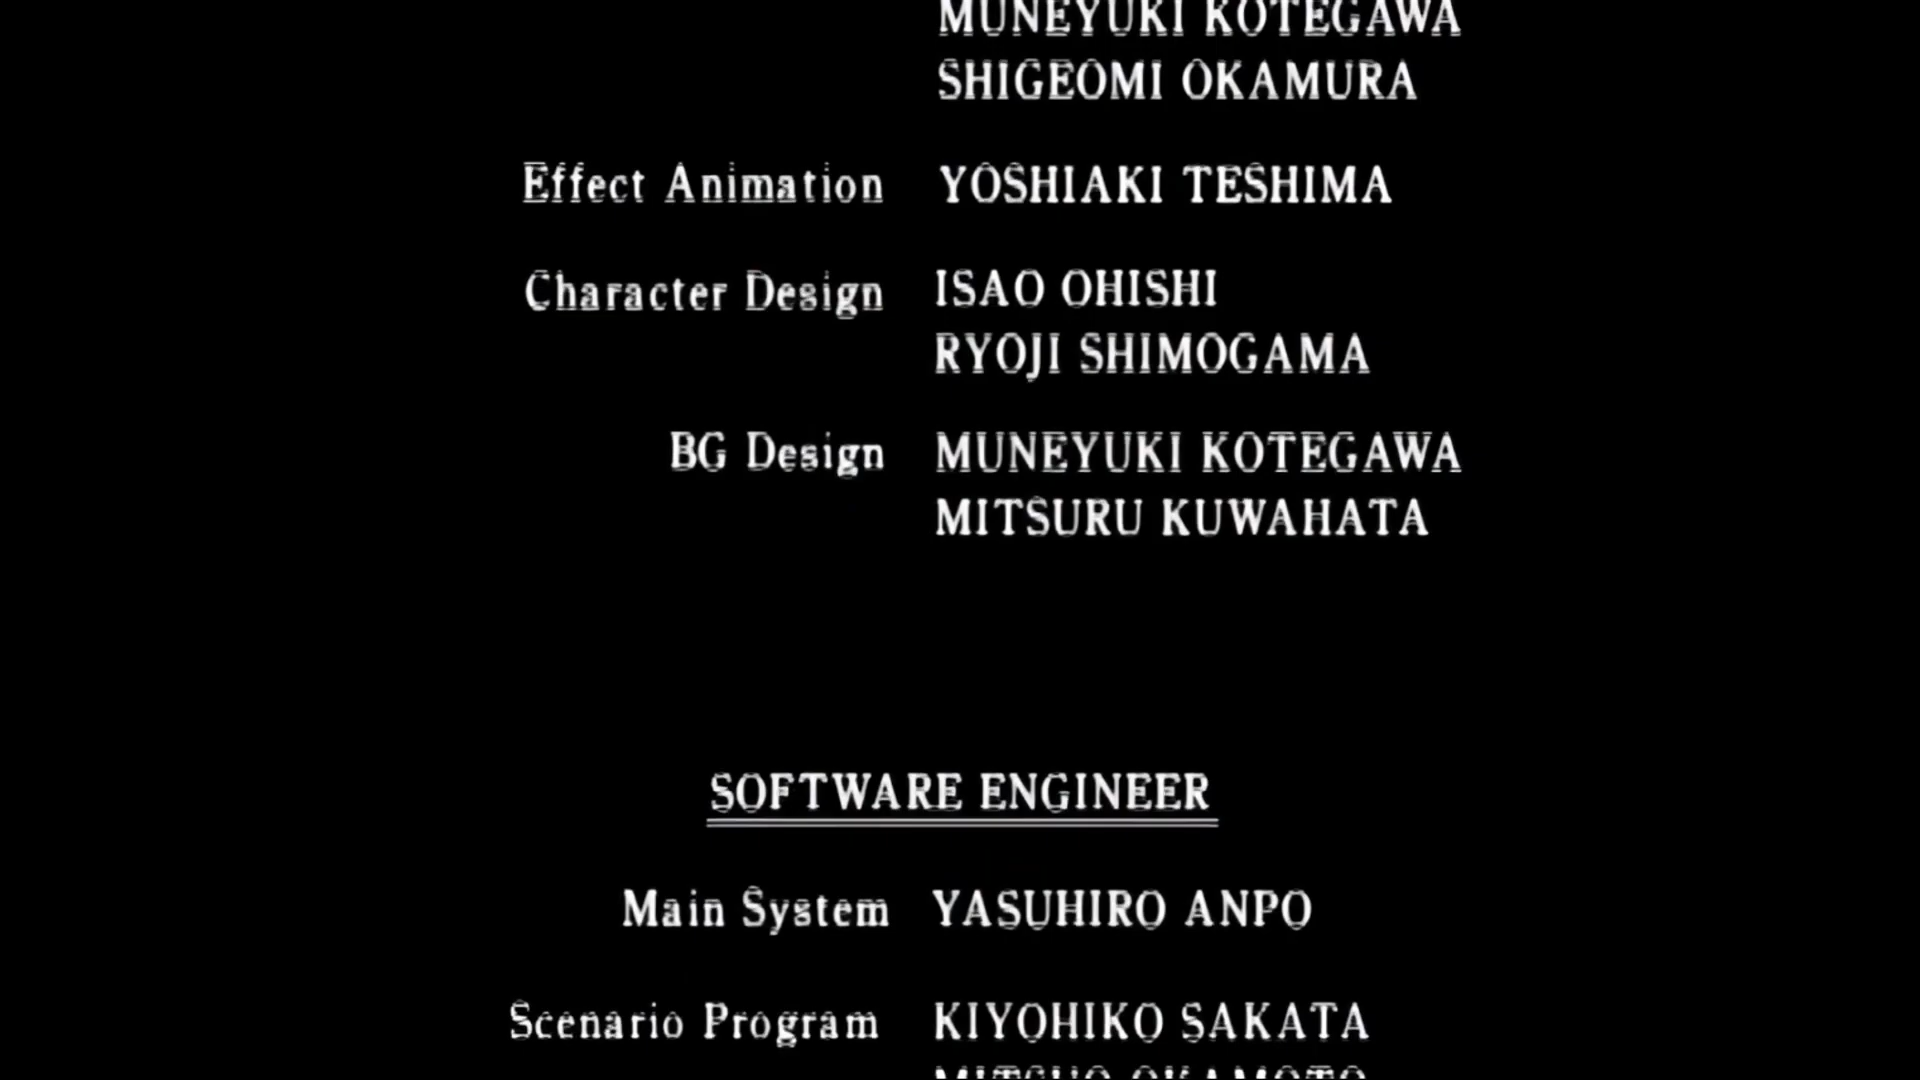 MUNEYUKI KOTEGAWA
SHIGEOMI OKAMURA
Effect Animation YOSHIAKI TESHIMA
Character Design ISAO OHISHI
RYOJI SHIMOGAMA
BG Design MUNEYUKI KOTEGAWA
MITSURU KUWAHATA
SOFTWARE ENGINEER
Main System YASUHIRO ANPO
Scenario Program KIYOHIKO SAKATA